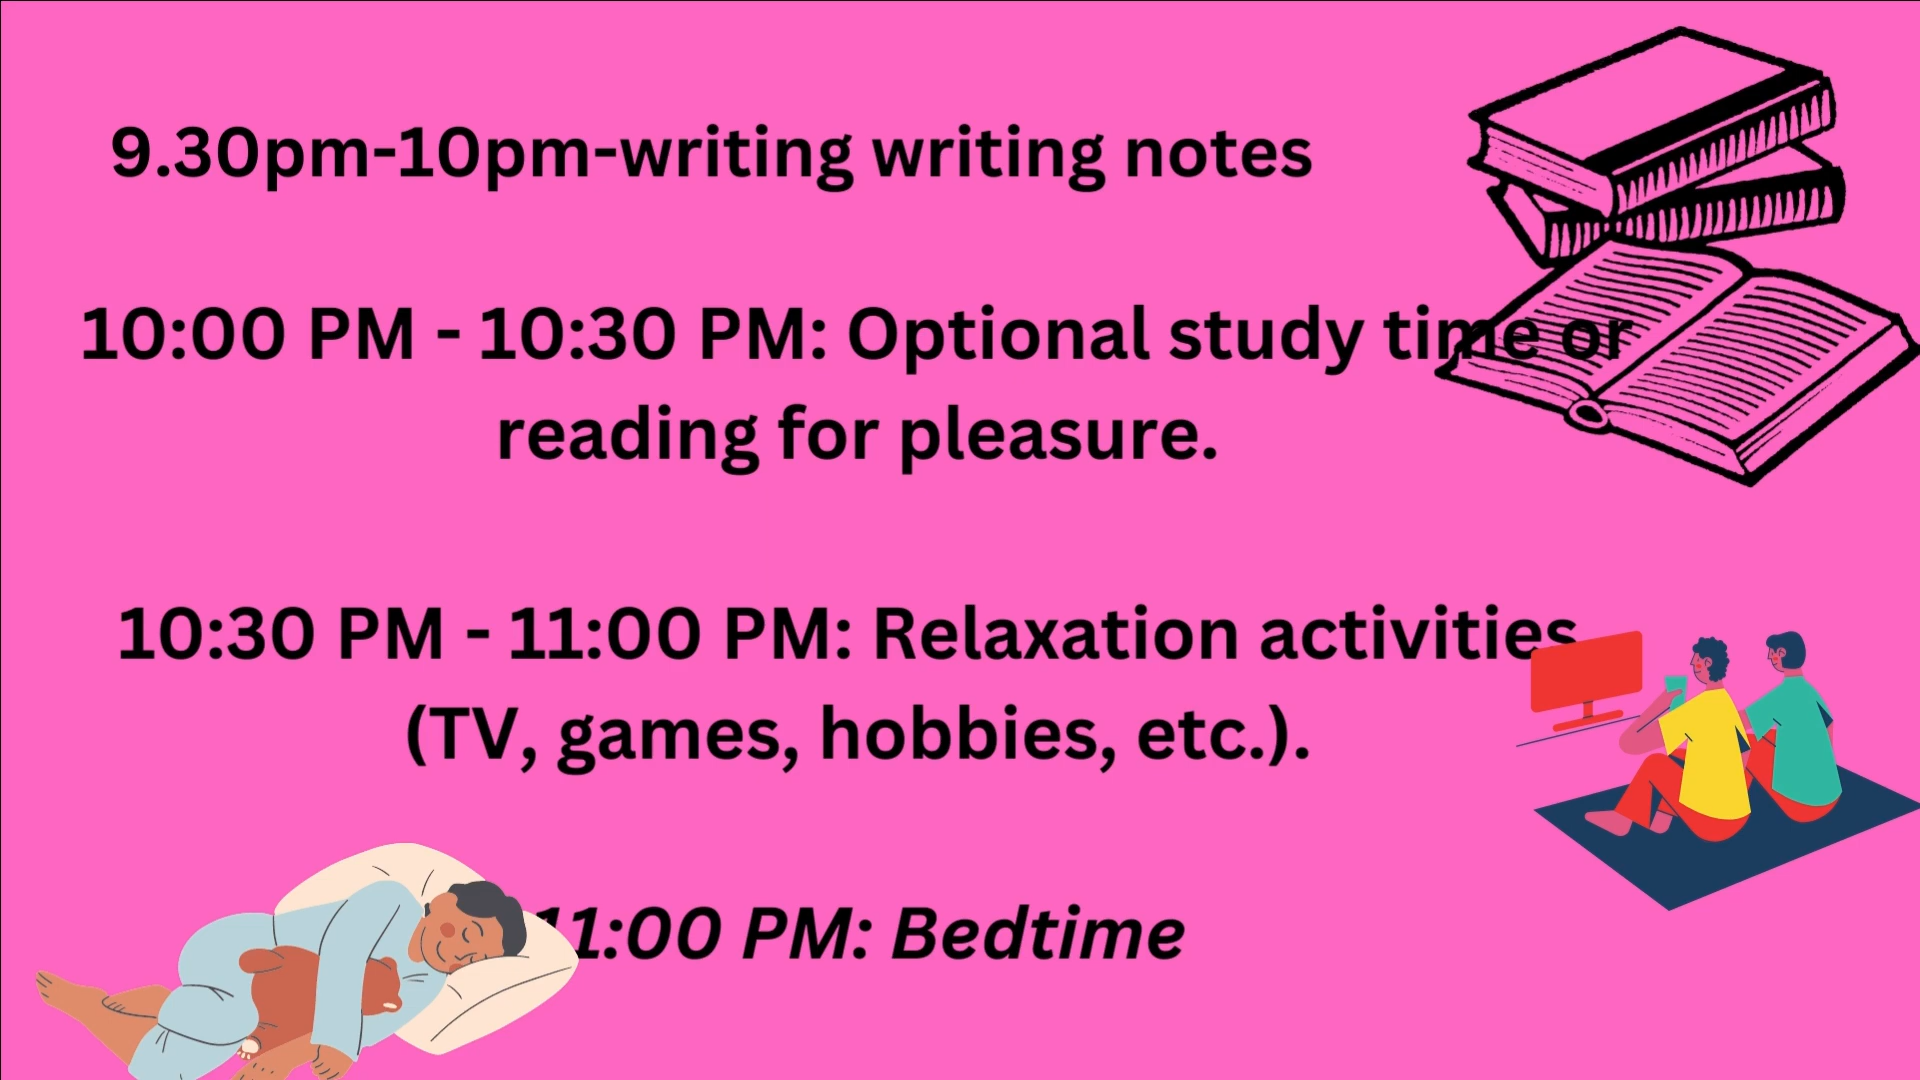 9.30pm-10pm-writing writing notes
10:00 PM - 10:30 PM: Optional study time or
reading for pleasure.
10:30 PM - 11:00 PM: Relaxation activities
(TV, games, hobbies, etc.).
11:00 PM: Bedtime